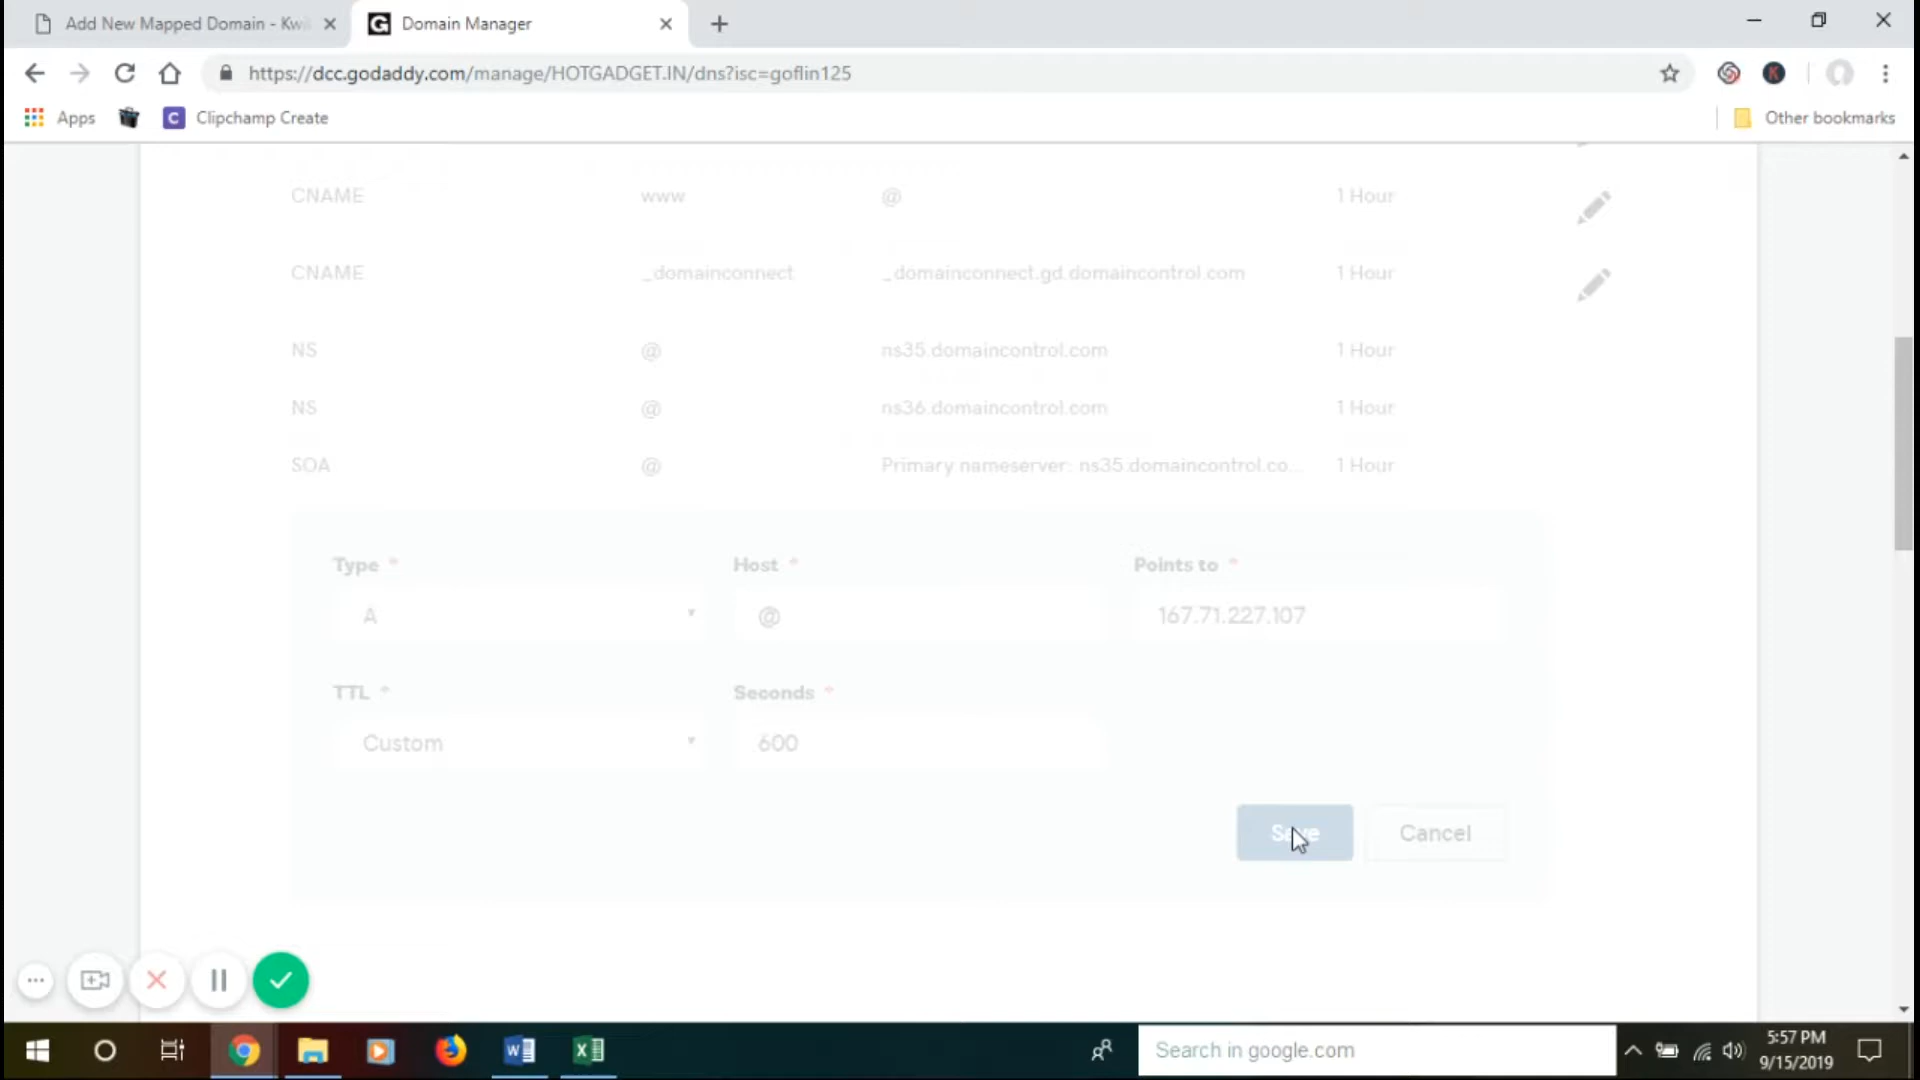 Add New Mapped Domain - Kwi
Domain Manager
https://dcc.godaddy.com/manage/HOTGADGET.IN/dns?isc=goflin125
K
Apps
C Clipchamp Create
Other bookmarks
CNAME www @ 1 Hour
CNAME _domainconnect _domainconnect.gd.domaincontrol.com 1 Hour
NS @ ns35.domaincontrol.com 1 Hour
NS @ ns36.domaincontrol.com 1 Hour
SOA @ Primary nameserver: ns35.domaincontrol.co... 1 Hour
Type * Host * Points to *
A @ 167.71.227.107
TTL * Seconds *
Custom 600
Save Cancel
Search in google.com
5:57 PM
9/15/2019